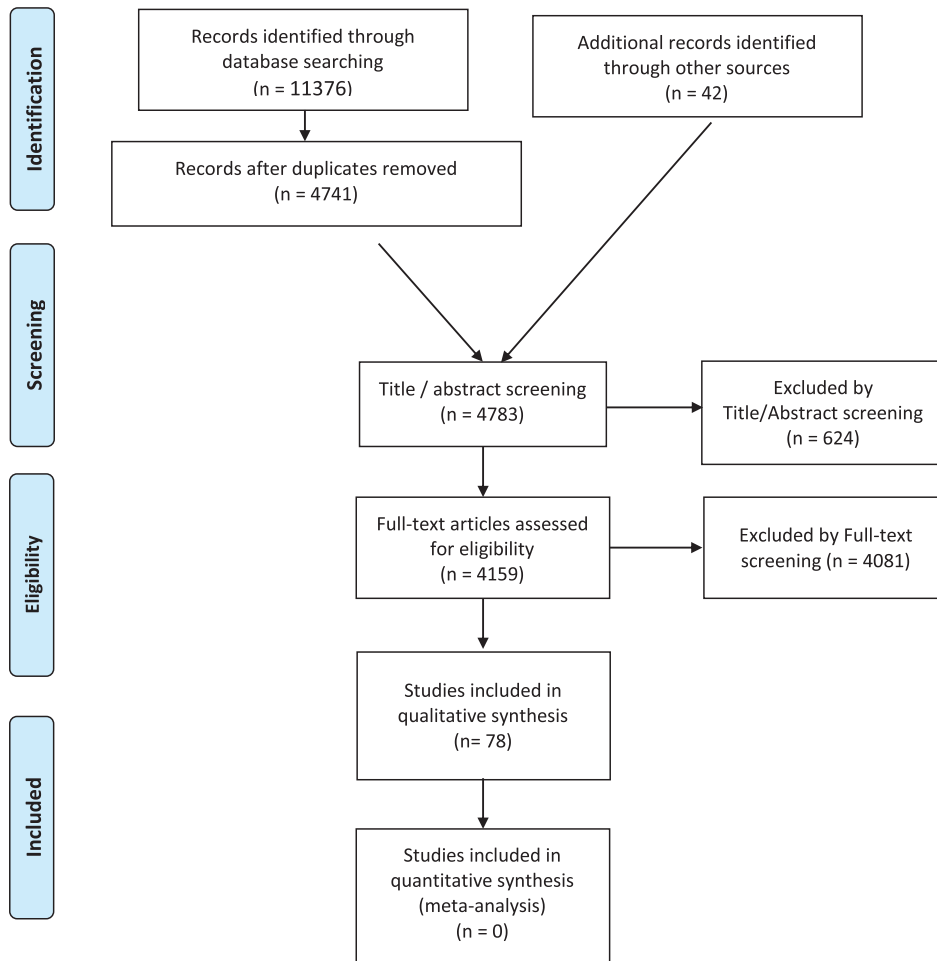 Identification
Records identified through
database searching
(n = 11376)
Additional records identified
through other sources
(n = 42)
Records after duplicates removed
(n = 4741)
Screening
Title / abstract screening
(n = 4783)
Excluded by
Title/Abstract screening
(n = 624)
Eligibility
Full-text articles assessed
for eligibility
(n = 4159)
Excluded by Full-text
screening (n = 4081)
Studies included in
qualitative synthesis
(n= 78)
Included
Studies included in
quantitative synthesis
(meta-analysis)
(n = 0)